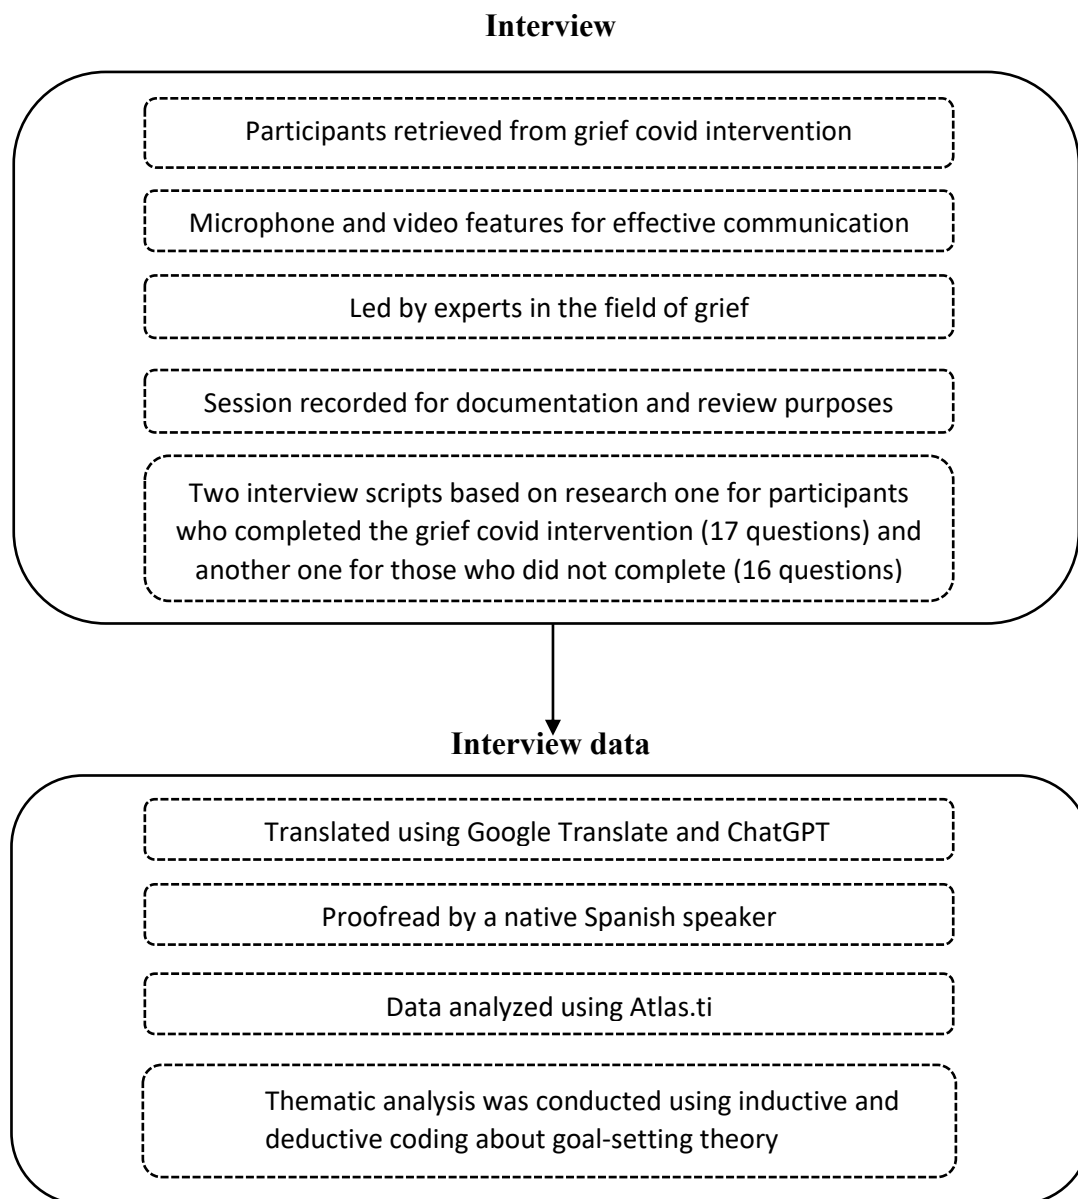 Interview
Participants retrieved from grief covid intervention
Microphone and video features for effective communication
Led by experts in the field of grief
Session recorded for documentation and review purposes
Two interview scripts based on research one for participants
who completed the grief covid intervention (17 questions) and
another one for those who did not complete (16 questions)
Interview data
Translated using Google Translate and ChatGPT
Proofread by a native Spanish speaker
Data analyzed using Atlas.ti
Thematic analysis was conducted using inductive and
deductive coding about goal-setting theory